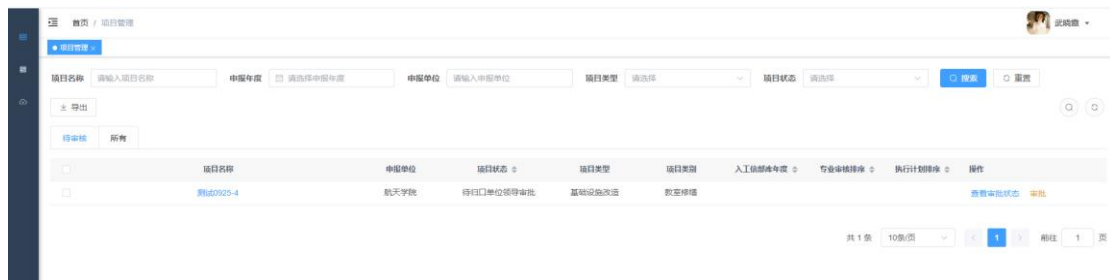 首页 / 项目管理
武晓薇
项目管理 ×
项目名称 请输入项目名称 申报年度 请选择申报年度 申报单位 请输入申报单位 项目类型 请选择 项目状态 请选择 搜索 重置
导出
待审核 所有
项目名称 申报单位 项目状态 项目类型 项目类别 入工信部库年度 专业审核排序 执行计划排序 操作
测试0925-4 航天学院 待归口单位领导审批 基础设施改造 教室修缮 查看审批状态 审批
共 1 条 10条/页 1 前往 1 页